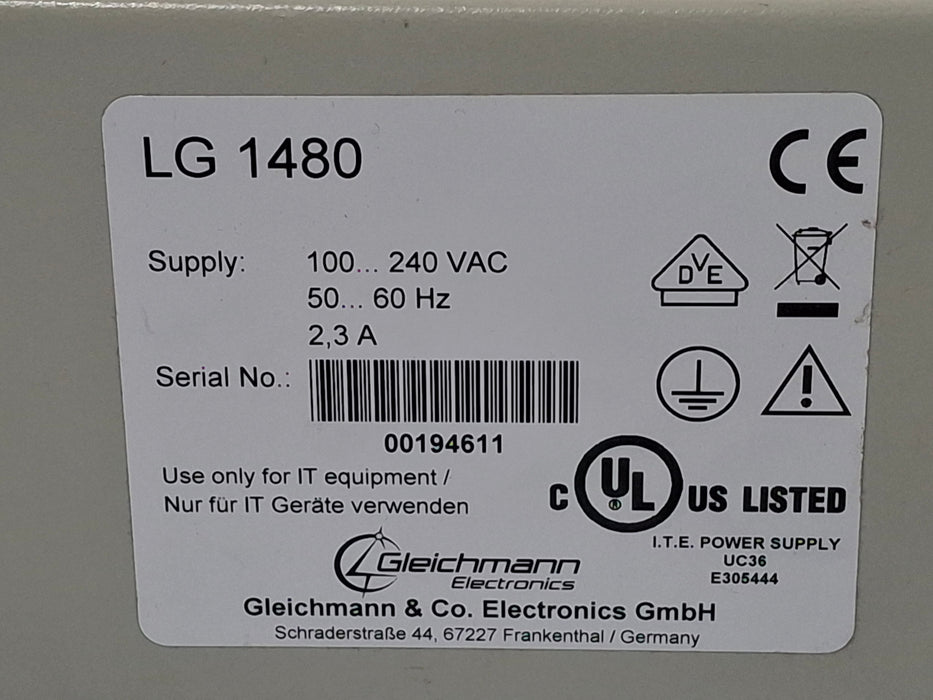 LG 1480
CE
Supply: 100... 240 VAC
50... 60 Hz
2,3 A
DVE
Serial No.:
00194611
Use only for IT equipment /
Nur für IT Geräte verwenden
C UL ® US LISTED
I.T.E. POWER SUPPLY
UC36
E305444
Gleichmann
Electronics
Gleichmann & Co. Electronics GmbH
Schraderstraße 44, 67227 Frankenthal / Germany